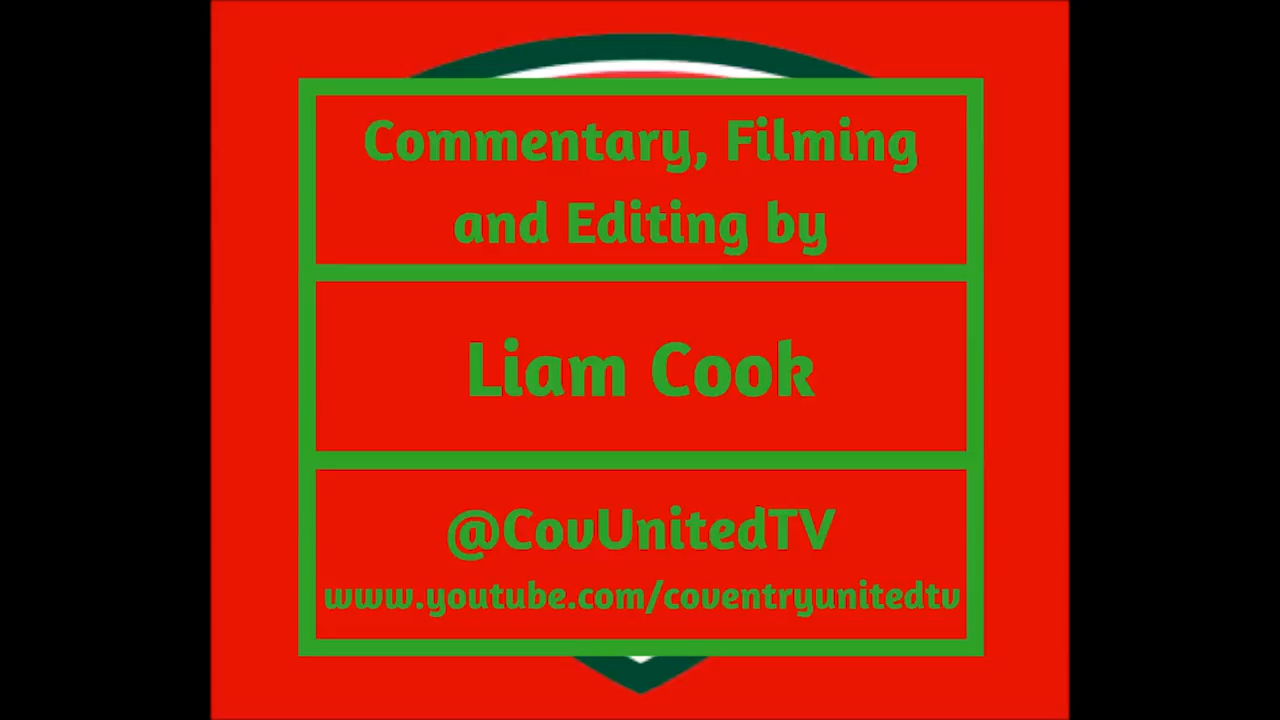 Commentary, Filming
and Editing by
Liam Cook
@CovUnitedTV
www.youtube.com/coventryunitedtv